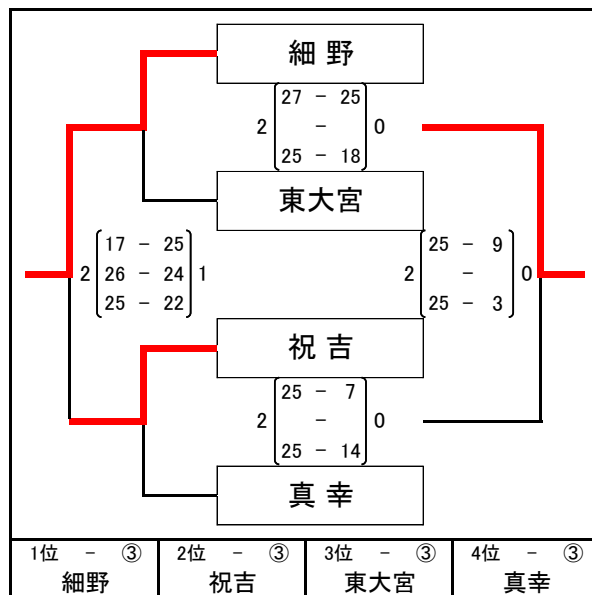 細野
27 － 25
2 － 0
25 － 18
東大宮
17 － 25
2 26 － 24 1
25 － 22
25 － 9
2 － 0
25 － 3
祝吉
25 － 7
2 － 0
25 － 14
真幸
1位 － ③
細野
2位 － ③
祝吉
3位 － ③
東大宮
4位 － ③
真幸